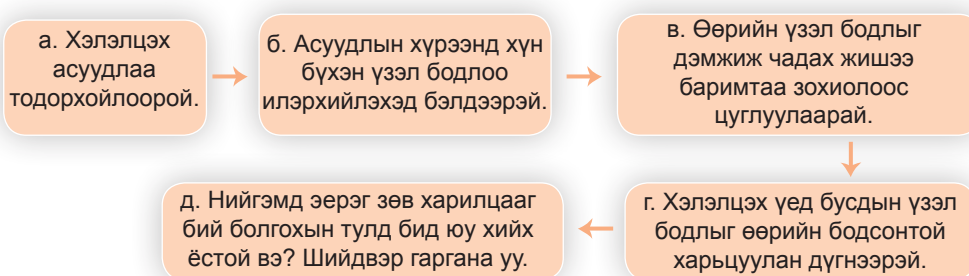 а. Хэлэлцэх
асуудлаа
тодорхойлоорой.
б. Асуудлын хүрээнд хүн
бүхэн үзэл бодлоо
илэрхийлэхэд бэлдээрэй.
в. Өөрийн үзэл бодлыг
дэмжиж чадах жишээ
баримтаа зохиолоос
цуглуулаарай.
г. Хэлэлцэх үед бусдын үзэл
бодлыг өөрийн бодсонтой
харьцуулан дүгнээрэй.
д. Нийгэмд эерэг зөв харилцааг
бий болгохын тулд бид юу хийх
ёстой вэ? Шийдвэр гаргана уу.